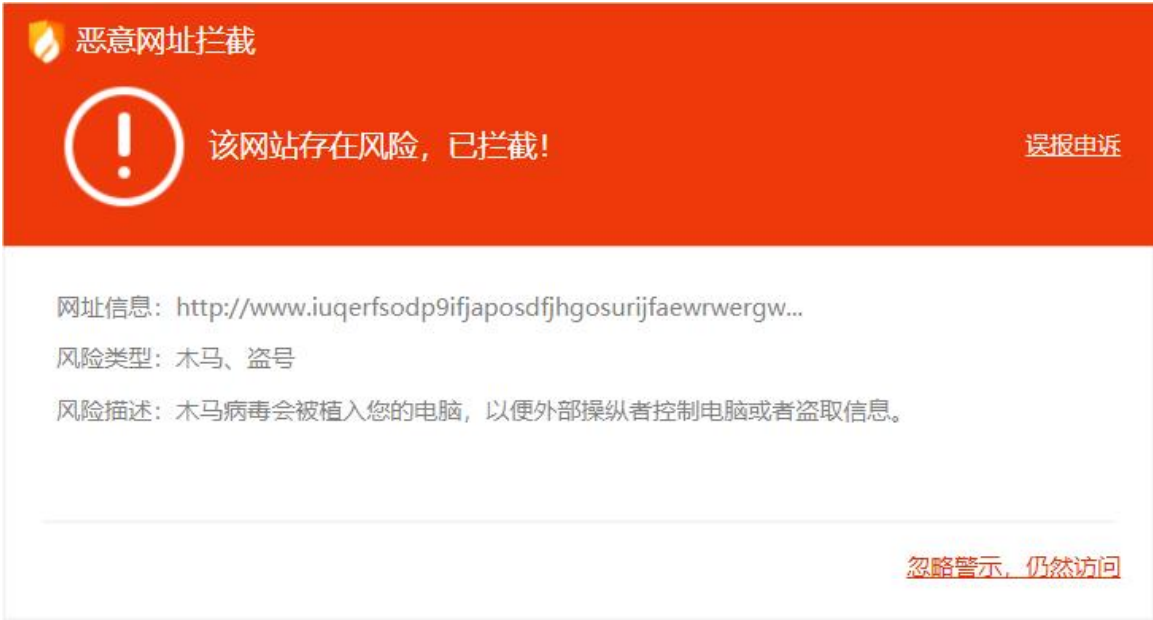 恶意网址拦截
该网站存在风险，已拦截！
误报申诉
网址信息：http://www.iuqerfsodp9ifjaposdfjhgosurijfaewrwergw...
风险类型：木马、盗号
风险描述：木马病毒会被植入您的电脑，以便外部操纵者控制电脑或者盗取信息。
忽略警示，仍然访问